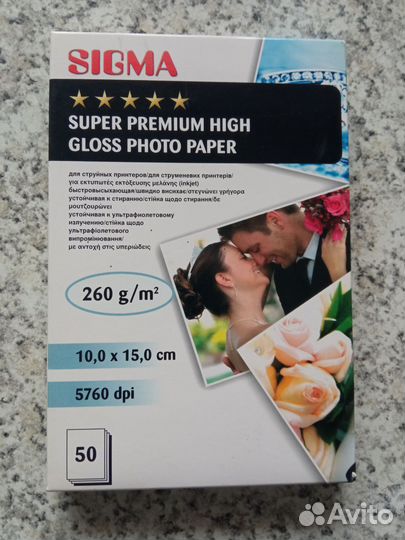 SIGMA
SUPER PREMIUM HIGH
GLOSS PHOTO PAPER
для струйных принтеров/для струменевих принтерів/
για εκτυπωτές εκτόξευσης μελάνης (inkjet)
быстровысыхающая/швидко висихає/στεγνώνει γρήγορα
устойчивая к стиранию/стійка щодо стирання/δε
μουτζουρώνει
устойчивая к ультрафиолетовому
излучению/стійка щодо
ультрафіолетового
випромінювання/
με αντοχή στις υπεριώδεις
260 g/m²
10,0 x 15,0 cm
5760 dpi
50
Avito